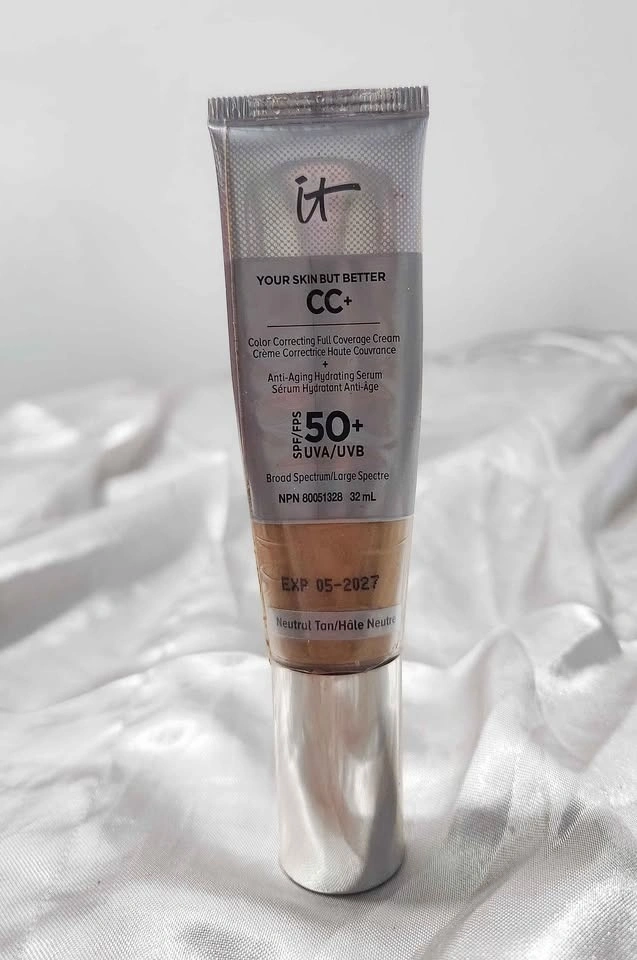 it
YOUR SKIN BUT BETTER
CC+
Color Correcting Full Coverage Cream
Crème Correctrice Haute Couvrance
+
Anti-Aging Hydrating Serum
Sérum Hydratant Anti-Âge
SPF/FPS 50+
UVA/UVB
Broad Spectrum/Large Spectre
NPN 80051328 32 mL
EXP 05-2027
Neutrul Tan/Hâle Neutre